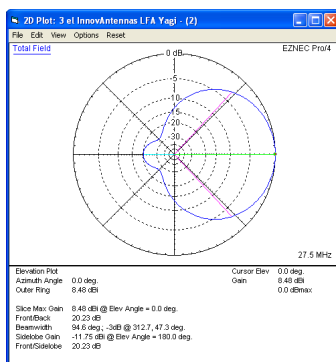 2D Plot: 3 el InnovAntennas LFA Yagi - (2)
File Edit View Options Reset
Total Field
EZNEC Pro/4
0 dB
-5
-10
-15
-20
-30
27.5 MHz
Elevation Plot
Azimuth Angle 0.0 deg.
Outer Ring 8.48 dBi
Cursor Elev 0.0 deg.
Gain 8.48 dBi
0.0 dBmax
Slice Max Gain 8.48 dBi @ Elev Angle = 0.0 deg.
Front/Back 20.23 dB
Beamwidth 94.6 deg.; -3dB @ 312.7, 47.3 deg.
Sidelobe Gain -11.75 dBi @ Elev Angle = 180.0 deg.
Front/Sidelobe 20.23 dB